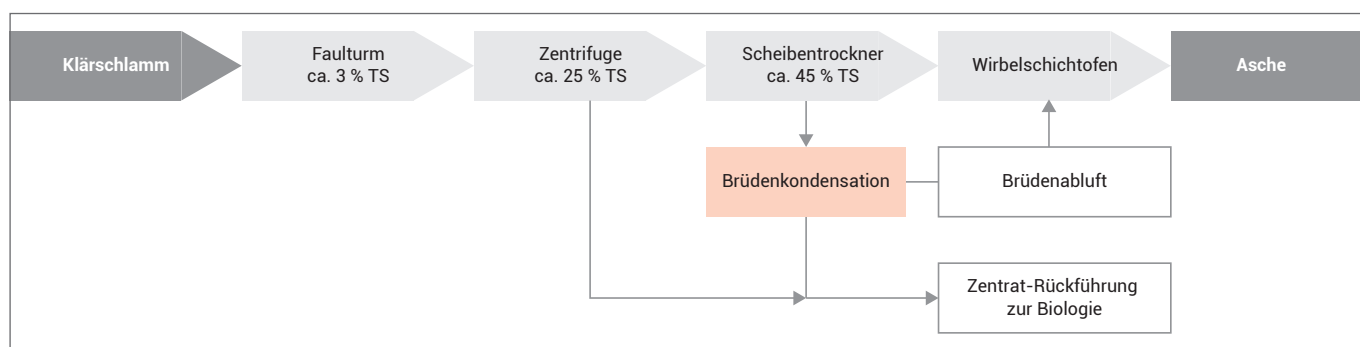 Klärschlamm
Faulturm
ca. 3 % TS
Zentrifuge
ca. 25 % TS
Scheibentrockner
ca. 45 % TS
Wirbelschichtofen
Asche
Brüdenkondensation
Brüdenabluft
Zentrat-Rückführung
zur Biologie